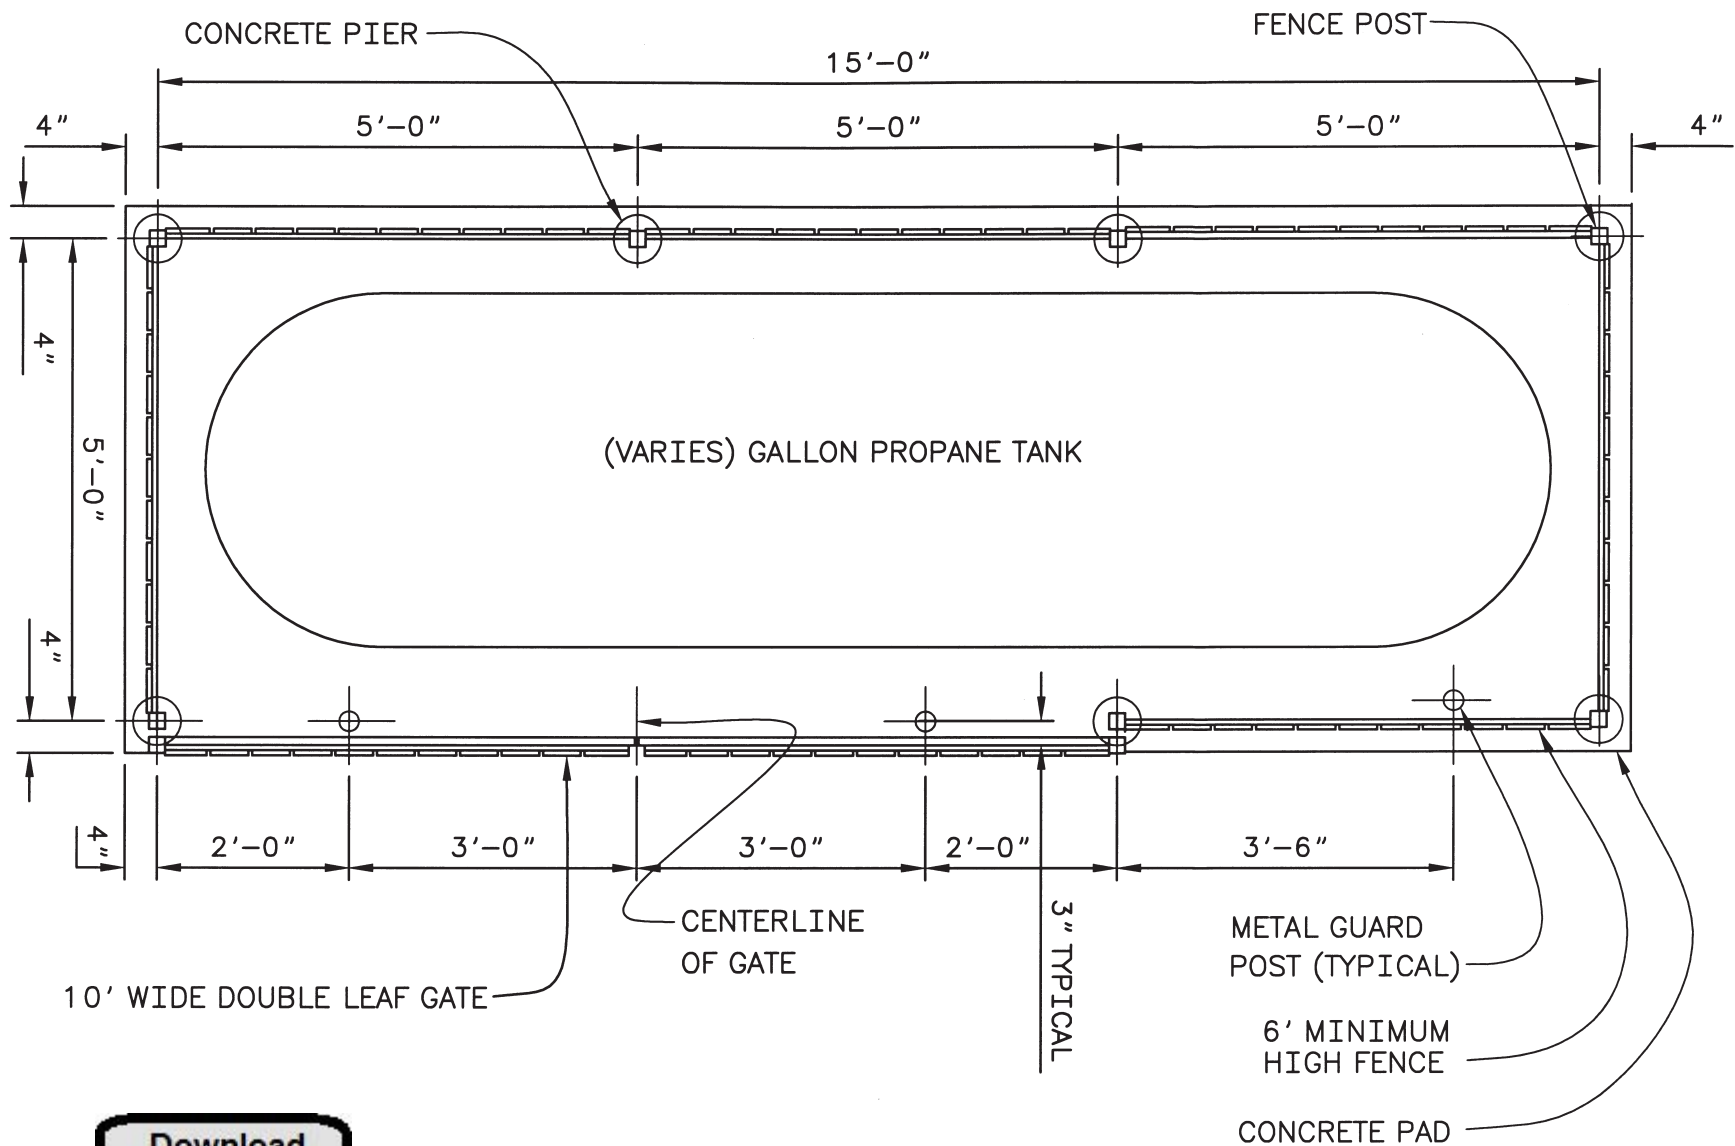 CONCRETE PIER
FENCE POST
15'-0"
4"
5'-0"
5'-0"
5'-0"
4"
4"
5'-0"
(VARIES) GALLON PROPANE TANK
4"
4"
2'-0"
3'-0"
3'-0"
2'-0"
3'-6"
CENTERLINE
OF GATE
3" TYPICAL
METAL GUARD
POST (TYPICAL)
10' WIDE DOUBLE LEAF GATE
6' MINIMUM
HIGH FENCE
CONCRETE PAD
Download